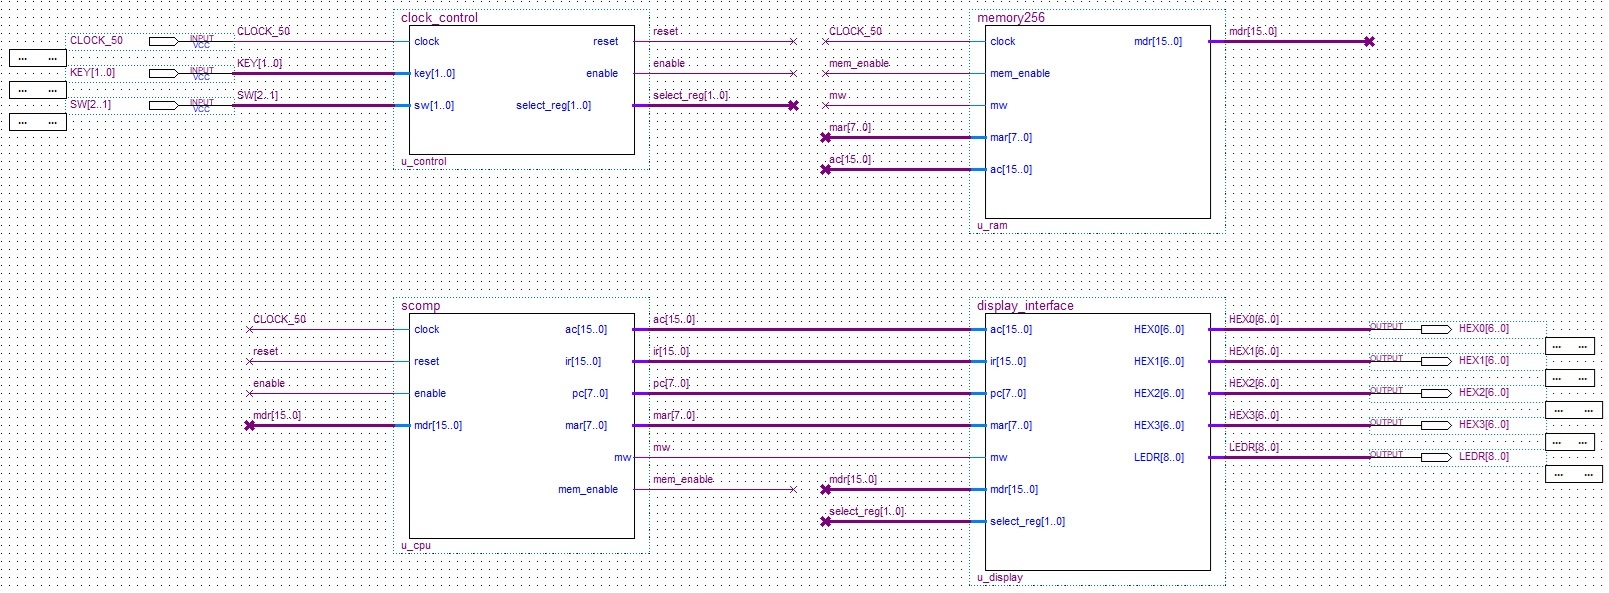 clock_control
CLOCK_50 INPUT VCC CLOCK_50 clock reset reset
KEY[1..0] INPUT VCC KEY[1..0] key[1..0] enable enable
SW[2..1] INPUT VCC SW[2..1] sw[1..0] select_reg[1..0] select_reg[1..0]
... ...
... ...
... ...
u_control
memory256
CLOCK_50 clock mdr[15..0] mdr[15..0]
mem_enable mem_enable
mw mw
mar[7..0] mar[7..0]
ac[15..0] ac[15..0]
u_ram
scomp
CLOCK_50 clock ac[15..0] ac[15..0]
reset reset ir[15..0] ir[15..0]
enable enable pc[7..0] pc[7..0]
mdr[15..0] mdr[15..0] mar[7..0] mar[7..0]
mw mw
mem_enable mem_enable
u_cpu
display_interface
ac[15..0] HEX0[6..0] HEX0[6..0] OUTPUT HEX0[6..0]
ir[15..0] HEX1[6..0] HEX1[6..0] OUTPUT HEX1[6..0]
pc[7..0] HEX2[6..0] HEX2[6..0] OUTPUT HEX2[6..0]
mar[7..0] HEX3[6..0] HEX3[6..0] OUTPUT HEX3[6..0]
mw LEDR[8..0] LEDR[8..0] OUTPUT LEDR[8..0]
mdr[15..0] mdr[15..0]
select_reg[1..0] select_reg[1..0]
... ...
... ...
... ...
... ...
... ...
u_display